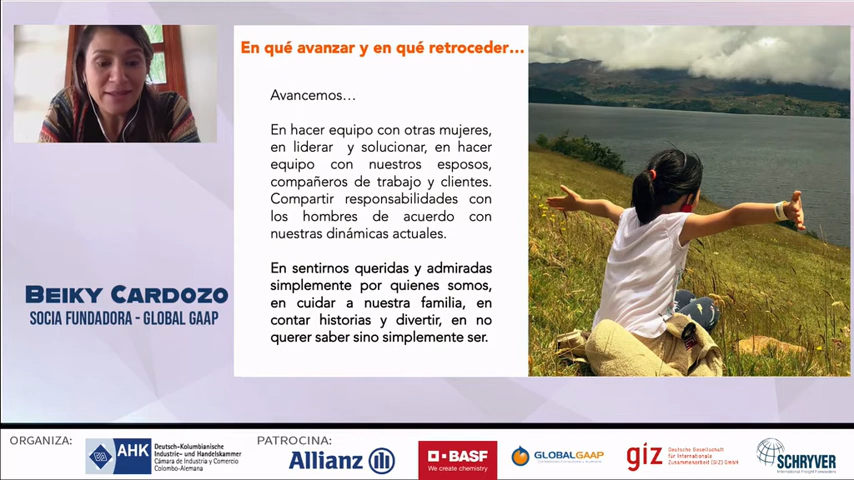 En qué avanzar y en qué retroceder...
Avancemos...
En hacer equipo con otras mujeres,
en liderar y solucionar, en hacer
equipo con nuestros esposos,
compañeros de trabajo y clientes.
Compartir responsabilidades con
los hombres de acuerdo con
nuestras dinámicas actuales.
En sentirnos queridas y admiradas
simplemente por quienes somos,
en cuidar a nuestra familia, en
contar historias y divertir, en no
querer saber sino simplemente ser.
BEIKY CARDOZO
SOCIA FUNDADORA - GLOBAL GAAP
ORGANIZA:
AHK
Deutsch-Kolumbianische
Industrie- und Handelskammer
Cámara de Industria y Comercio
Colombo-Alemana
PATROCINA:
Allianz
BASF
We create chemistry
GLOBALGAAP
giz
Deutsche Gesellschaft
für Internationale
Zusammenarbeit (GIZ) GmbH
SCHRYVER
International Freight Forwarders